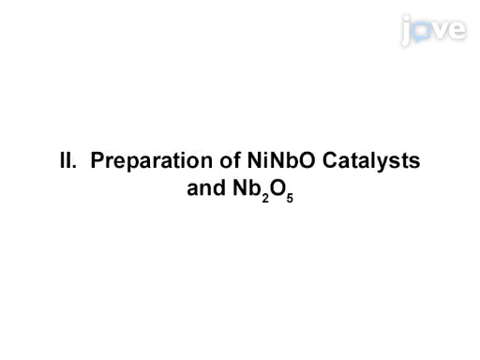 jove
II. Preparation of NiNbO Catalysts
and Nb₂O₅